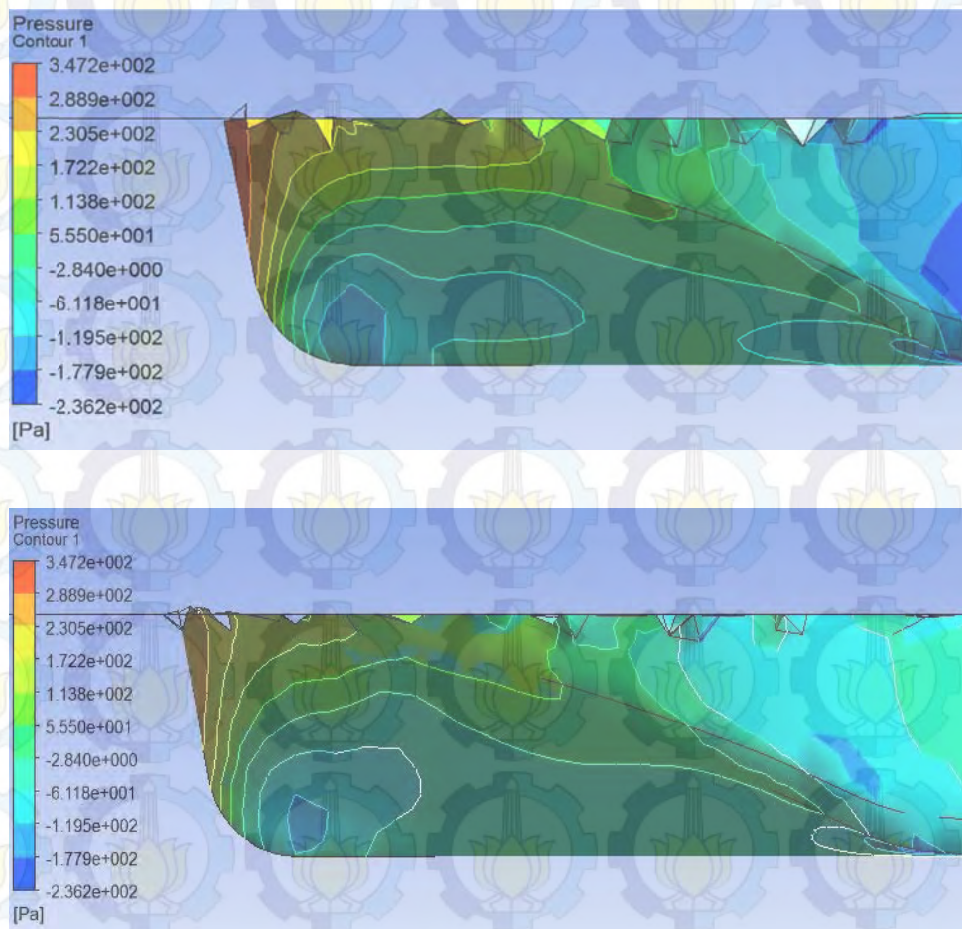 Pressure
Contour 1
3.472e+002
2.889e+002
2.305e+002
1.722e+002
1.138e+002
5.550e+001
-2.840e+000
-6.118e+001
-1.195e+002
-1.779e+002
-2.362e+002
[Pa]
Pressure
Contour 1
3.472e+002
2.889e+002
2.305e+002
1.722e+002
1.138e+002
5.550e+001
-2.840e+000
-6.118e+001
-1.195e+002
-1.779e+002
-2.362e+002
[Pa]